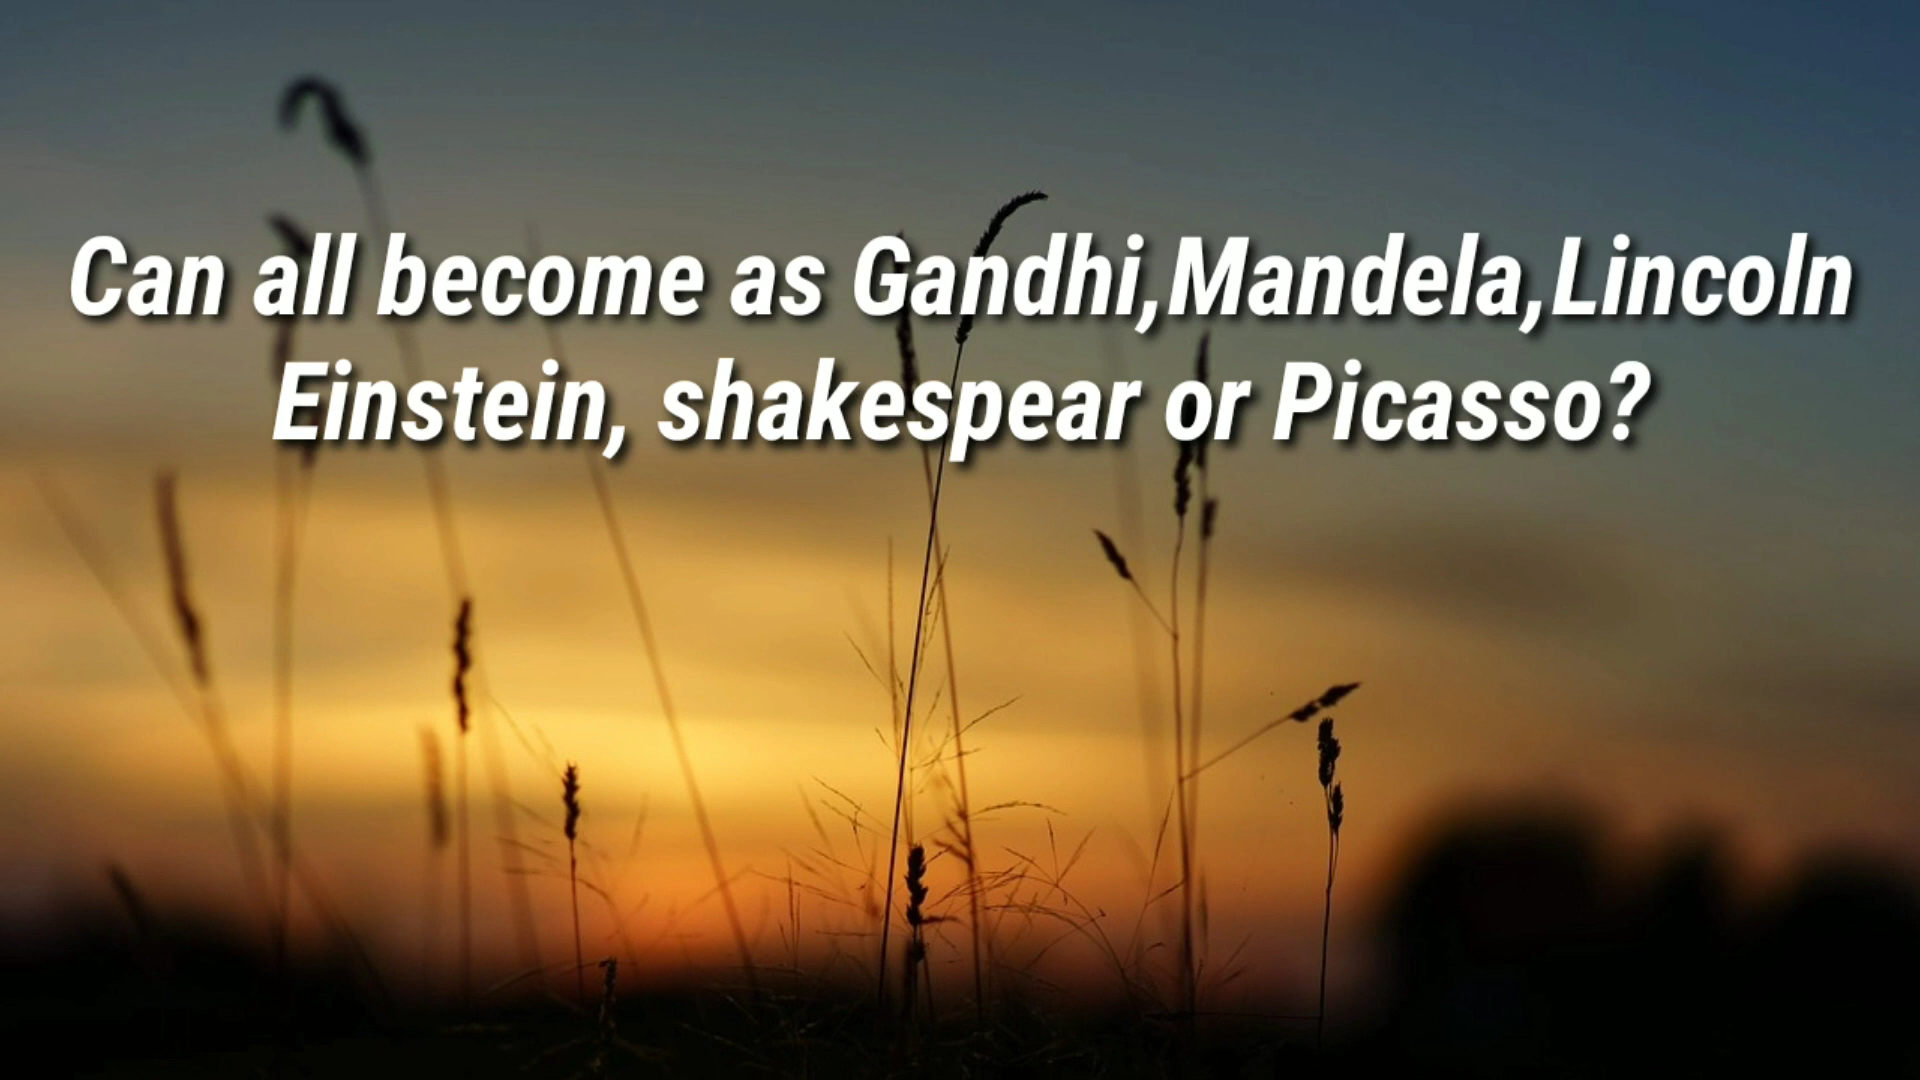 Can all become as Gandhi,Mandela,Lincoln
Einstein, shakespear or Picasso?